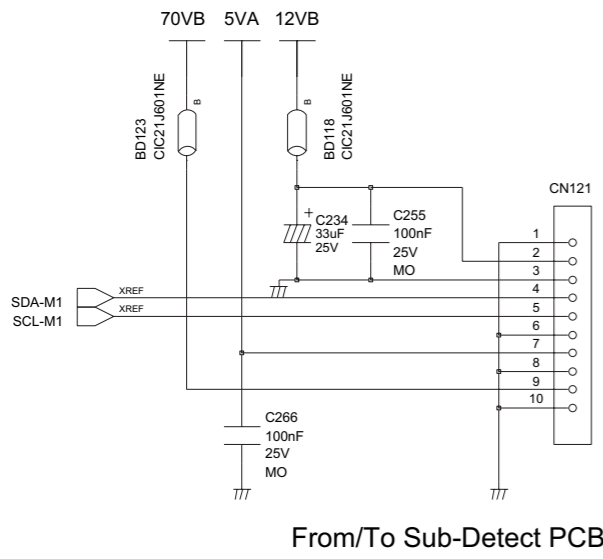 70VB 5VA 12VB
B
BD123
CIC21J601NE
B
BD118
CIC21J601NE
CN121
+
C234
33uF
25V
C255
100nF
25V
MO
1
2
3
4
5
6
7
8
9
10
SDA-M1
XREF
SCL-M1
XREF
C266
100nF
25V
MO
From/To Sub-Detect PCB